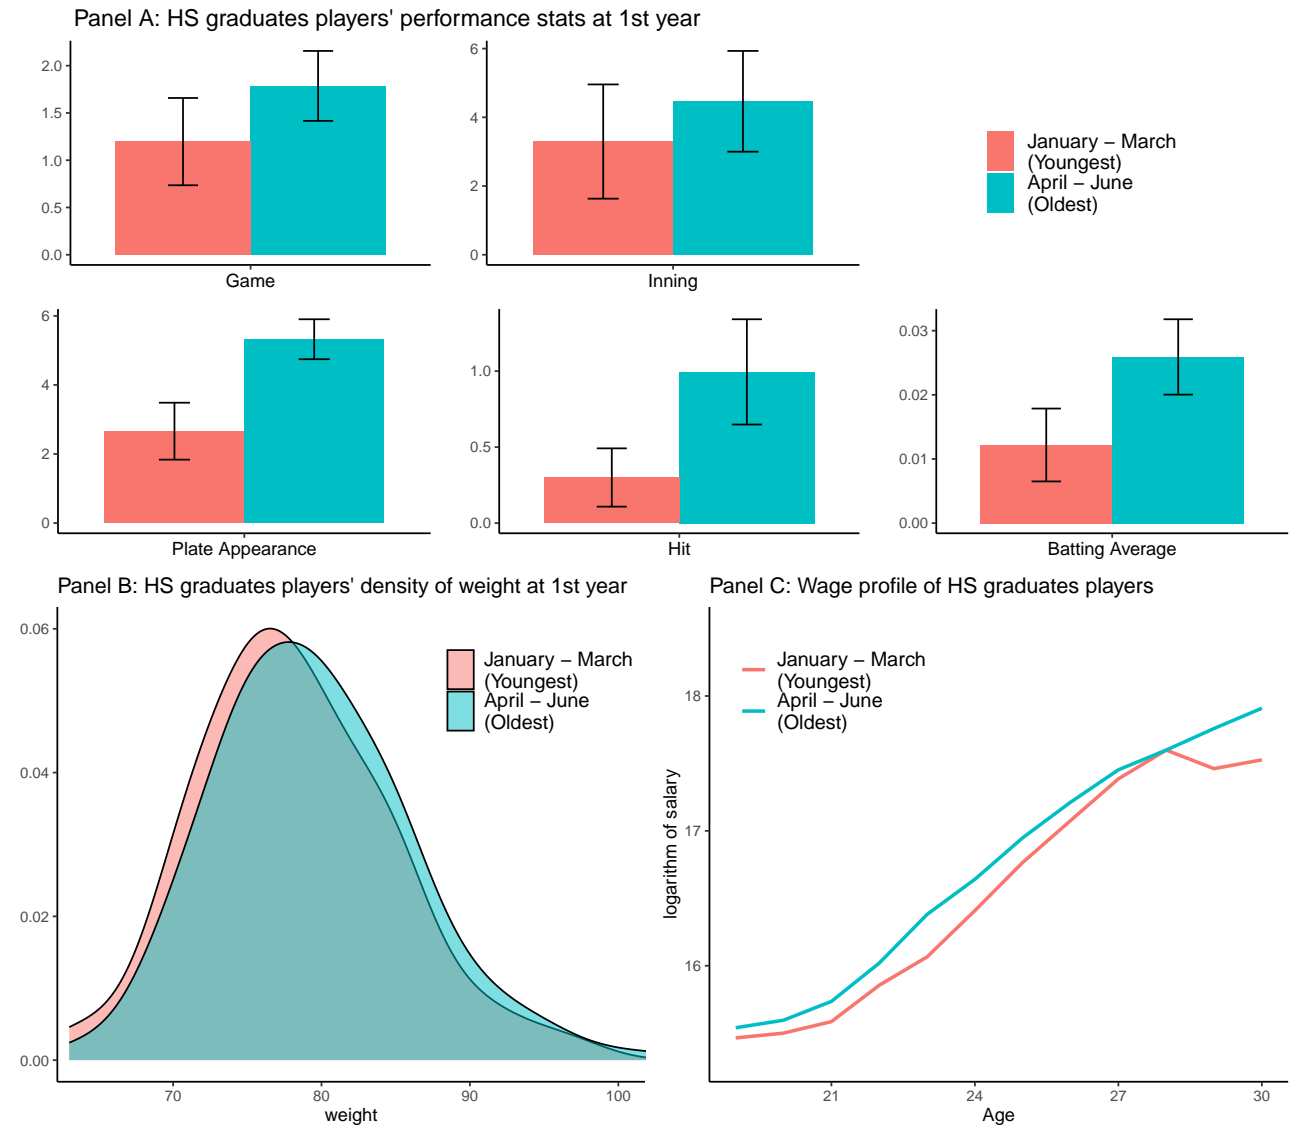 Panel A: HS graduates players' performance stats at 1st year
2.0
1.5
1.0
0.5
0.0
Game
6
4
2
0
Inning
January − March
(Youngest)
April − June
(Oldest)
6
4
2
0
Plate Appearance
1.0
0.5
0.0
Hit
0.03
0.02
0.01
0.00
Batting Average
Panel B: HS graduates players' density of weight at 1st year
0.06
0.04
0.02
0.00
January − March
(Youngest)
April − June
(Oldest)
70 80 90 100
weight
Panel C: Wage profile of HS graduates players
January − March
(Youngest)
April − June
(Oldest)
logarithm of salary
18
17
16
21 24 27 30
Age